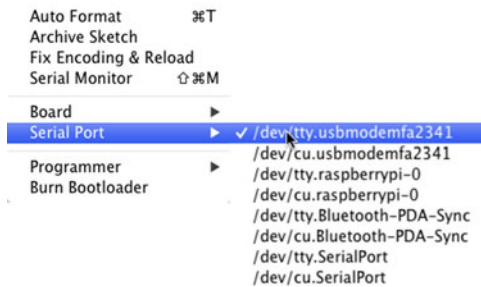 Auto Format ⌘T
Archive Sketch
Fix Encoding & Reload
Serial Monitor ⇧⌘M
Board ▶
Serial Port ▶
Programmer ▶
Burn Bootloader
✓ /dev/tty.usbmodemfa2341
/dev/cu.usbmodemfa2341
/dev/tty.raspberrypi-0
/dev/cu.raspberrypi-0
/dev/tty.Bluetooth-PDA-Sync
/dev/cu.Bluetooth-PDA-Sync
/dev/tty.SerialPort
/dev/cu.SerialPort